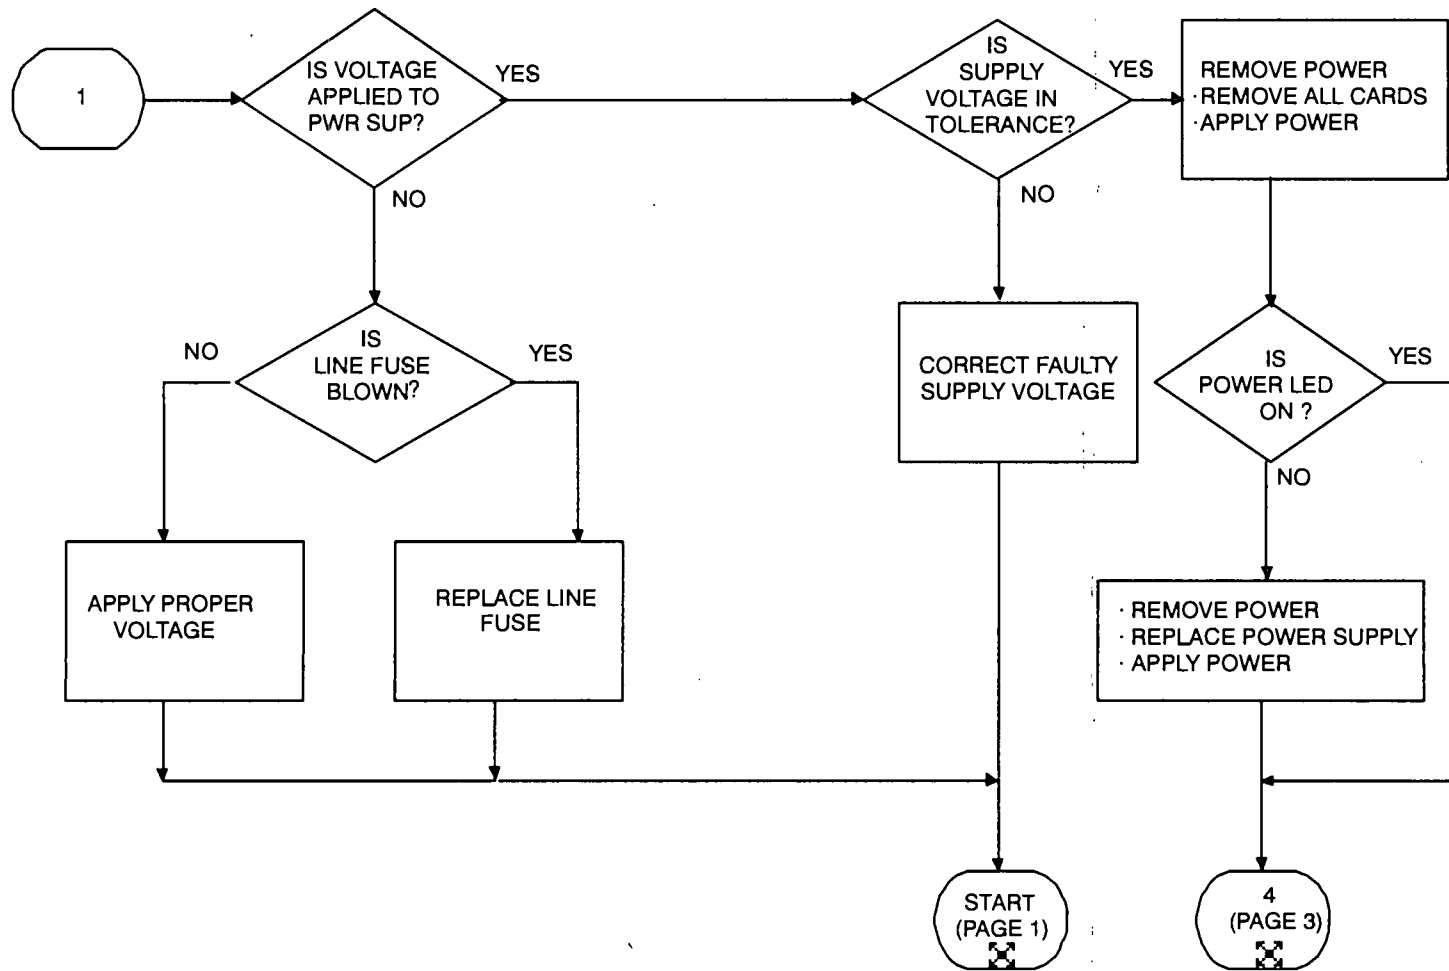 1
IS VOLTAGE
APPLIED TO
PWR SUP?
YES
NO
IS
SUPPLY
VOLTAGE IN
TOLERANCE?
YES
NO
REMOVE POWER
·REMOVE ALL CARDS
·APPLY POWER
IS
LINE FUSE
BLOWN?
NO
YES
CORRECT FAULTY
SUPPLY VOLTAGE
IS
POWER LED
ON ?
YES
NO
APPLY PROPER
VOLTAGE
REPLACE LINE
FUSE
· REMOVE POWER
· REPLACE POWER SUPPLY
· APPLY POWER
START
(PAGE 1)
4
(PAGE 3)